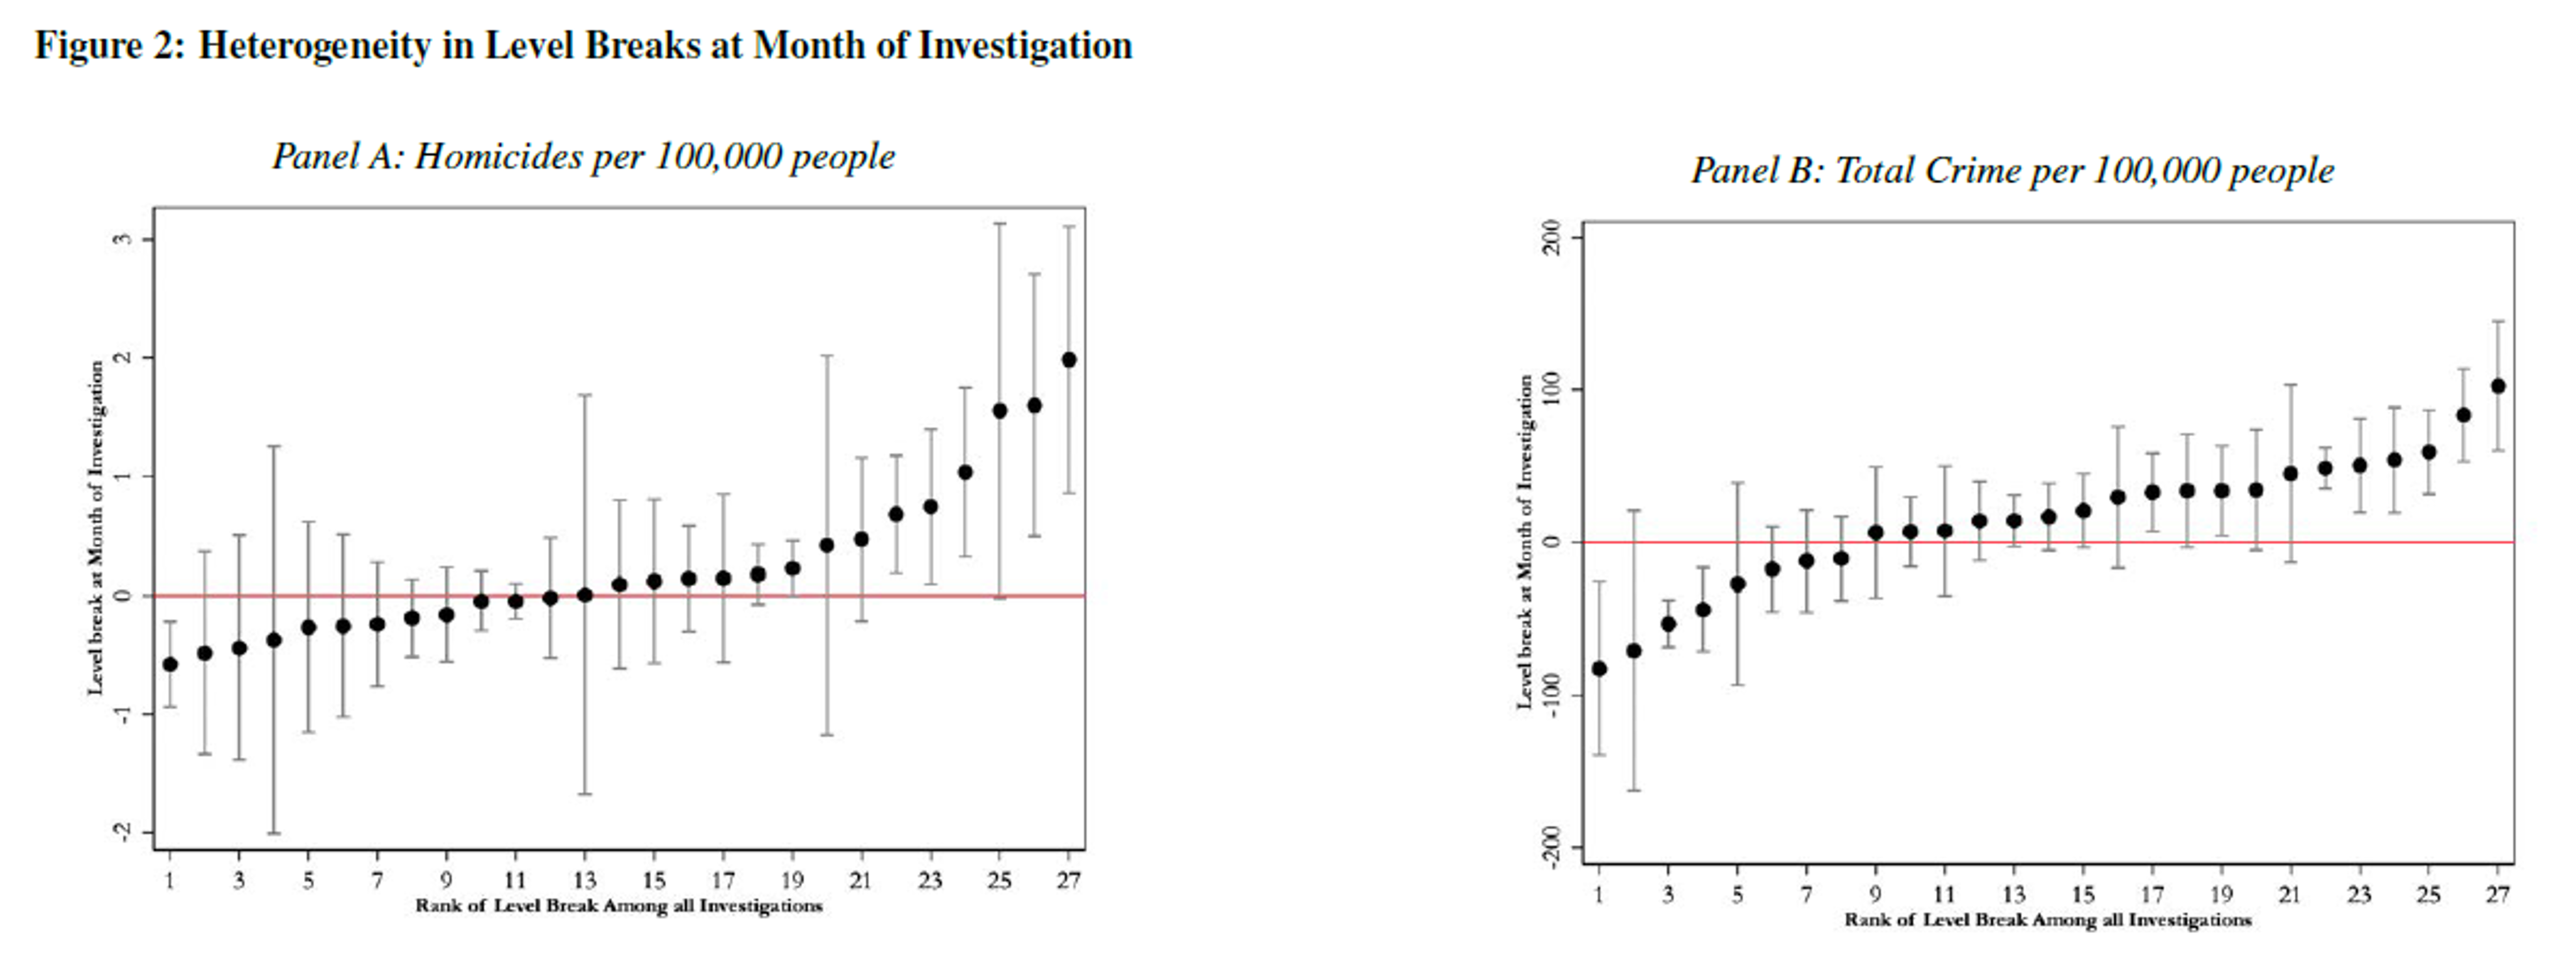 Figure 2: Heterogeneity in Level Breaks at Month of Investigation
Panel A: Homicides per 100,000 people
Level break at Month of Investigation
3
2
1
0
-1
-2
1 3 5 7 9 11 13 15 17 19 21 23 25 27
Rank of Level Break Among all Investigations
Panel B: Total Crime per 100,000 people
Level break at Month of Investigation
200
100
0
-100
-200
1 3 5 7 9 11 13 15 17 19 21 23 25 27
Rank of Level Break Among all Investigations